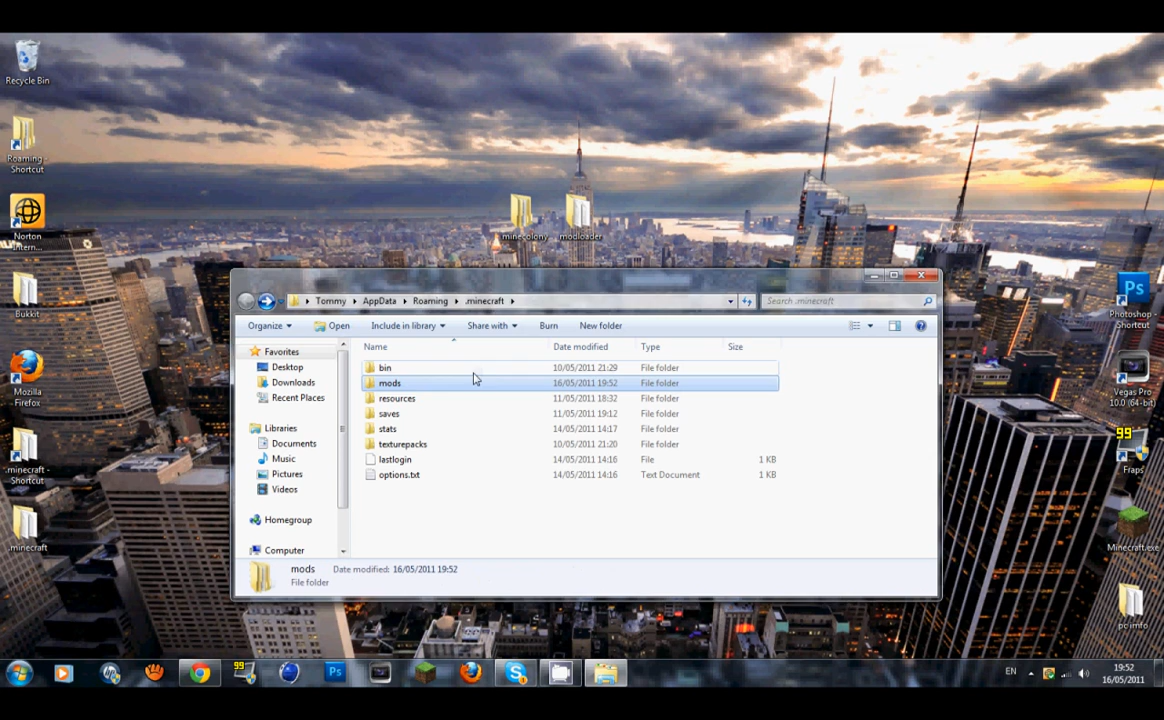 Recycle Bin
Roaming -
Shortcut
Norton
Intern...
Bukkit
Mozilla
Firefox
.minecraft -
Shortcut
.minecraft
minecolony
modloader
Tommy
AppData
Roaming
.minecraft
Search .minecraft
Organize
Open
Include in library
Share with
Burn
New folder
Favorites
Desktop
Downloads
Recent Places
Libraries
Documents
Music
Pictures
Videos
Homegroup
Computer
Name Date modified Type Size
bin 10/05/2011 21:29 File folder
mods 16/05/2011 19:52 File folder
resources 11/05/2011 18:32 File folder
saves 11/05/2011 19:12 File folder
stats 14/05/2011 14:17 File folder
texturepacks 10/05/2011 21:20 File folder
lastlogin 14/05/2011 14:16 File 1 KB
options.txt 14/05/2011 14:16 Text Document 1 KB
mods Date modified: 16/05/2011 19:52
File folder
Ps
Photoshop -
Shortcut
Vegas Pro
10.0 (64-bit)
99
Fraps
Minecraft.exe
pc imfo
99
Ps
EN
19:52
16/05/2011